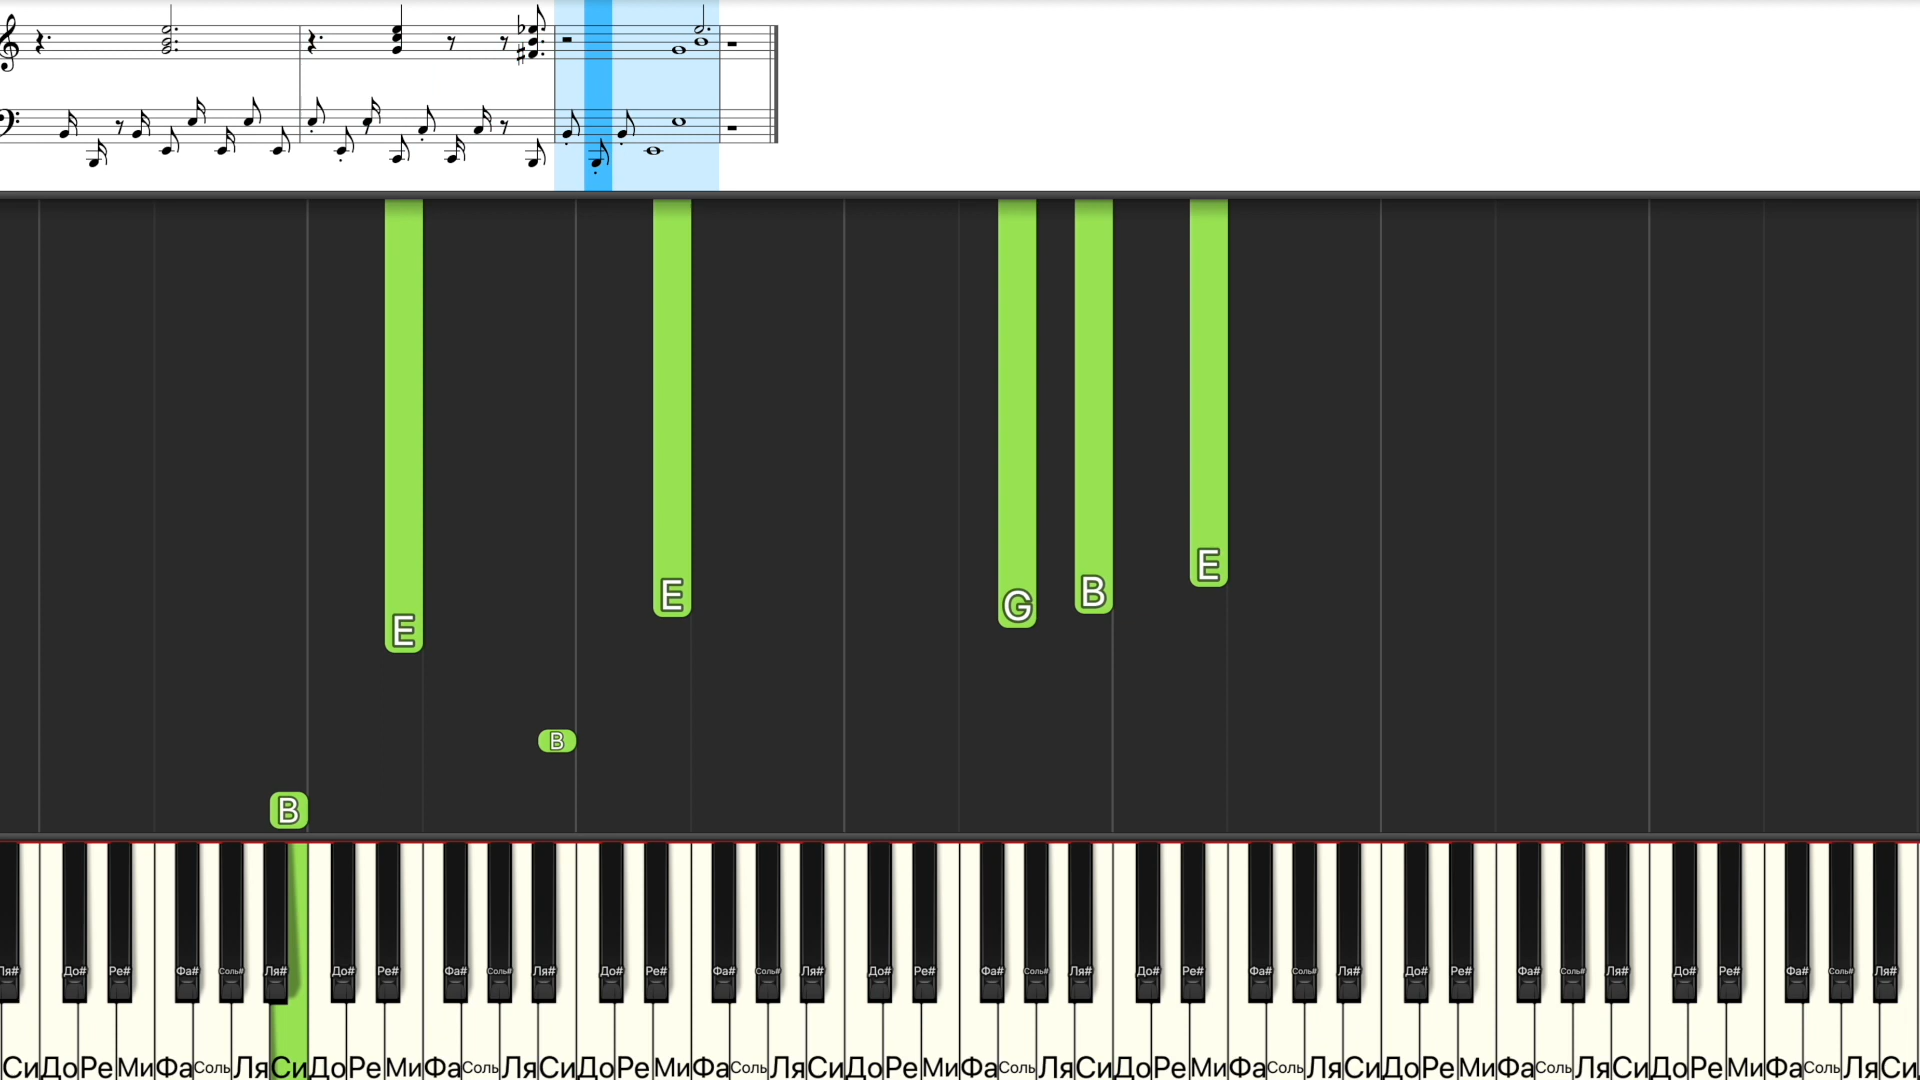 E
G
B
E
E
B
B
Ля# До# Ре# Фа# Соль# Ля# До# Ре# Фа# Соль# Ля# До# Ре# Фа# Соль# Ля# До# Ре# Фа# Соль# Ля# До# Ре# Фа# Соль# Ля# До# Ре# Фа# Соль# Ля# До# Ре# Фа# Соль# Ля#
Си До Ре Ми Фа Соль Ля Си До Ре Ми Фа Соль Ля Си До Ре Ми Фа Соль Ля Си До Ре Ми Фа Соль Ля Си До Ре Ми Фа Соль Ля Си До Ре Ми Фа Соль Ля Си До Ре Ми Фа Соль Ля Си